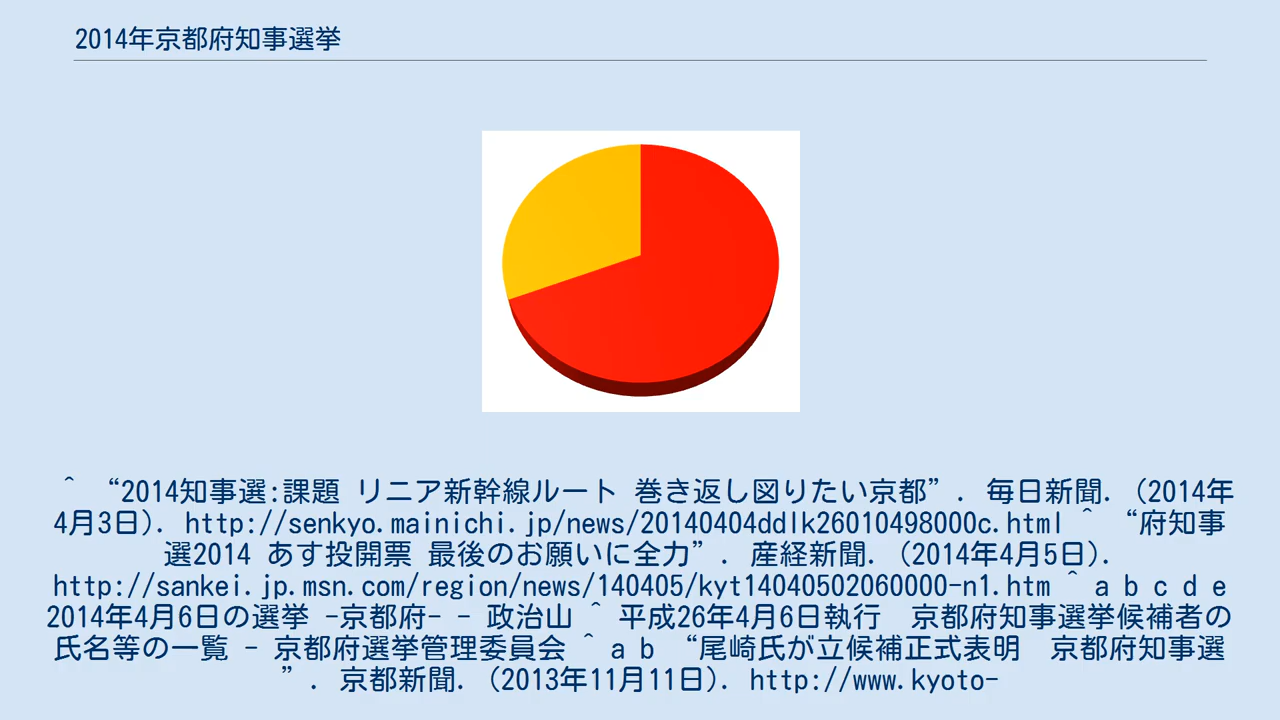 2014年京都府知事選挙
^ “2014知事選:課題 リニア新幹線ルート 巻き返し図りたい京都”. 毎日新聞. (2014年
4月3日). http://senkyo.mainichi.jp/news/20140404ddlk26010498000c.html ^ “府知事
選2014 あす投開票 最後のお願いに全力”. 産経新聞. (2014年4月5日).
http://sankei.jp.msn.com/region/news/140405/kyt14040502060000-n1.htm ^ a b c d e
2014年4月6日の選挙 -京都府- - 政治山 ^ 平成26年4月6日執行　京都府知事選挙候補者の
氏名等の一覧 - 京都府選挙管理委員会 ^ a b “尾崎氏が立候補正式表明　京都府知事選
”. 京都新聞. (2013年11月11日). http://www.kyoto-